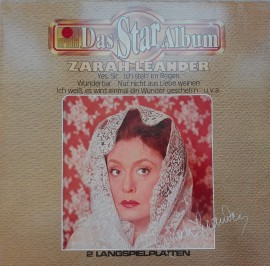 Das Star Album
ZARAH LEANDER
Yes, Sir · Ich steh' im Regen
Wunderbar · Nur nicht aus Liebe weinen
Ich weiß, es wird einmal ein Wunder gescheh'n · u.v.a.
2 LANGSPIELPLATTEN